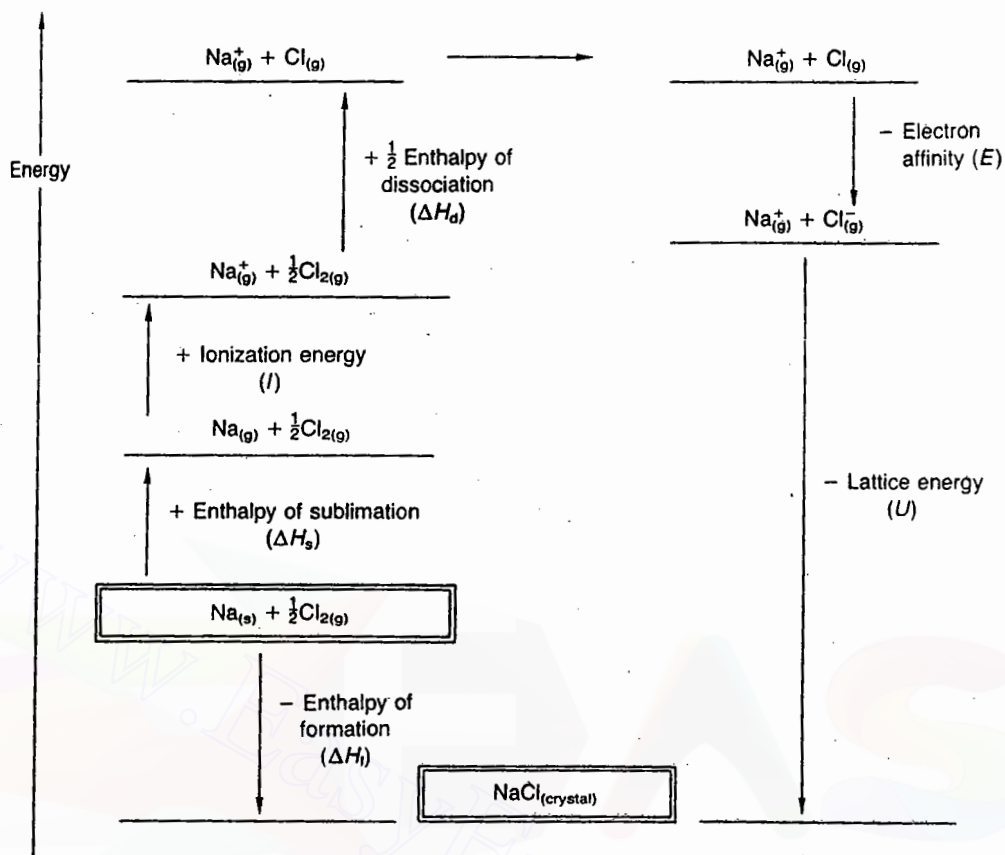 Na⁺(g) + Cl(g)
Na⁺(g) + Cl(g)
Energy
+ ½ Enthalpy of
dissociation
(ΔHd)
− Electron
affinity (E)
Na⁺(g) + Cl⁻(g)
Na⁺(g) + ½Cl2(g)
+ Ionization energy
(I)
Na(g) + ½Cl2(g)
+ Enthalpy of sublimation
(ΔHs)
− Lattice energy
(U)
Na(s) + ½Cl2(g)
− Enthalpy of
formation
(ΔHf)
NaCl(crystal)